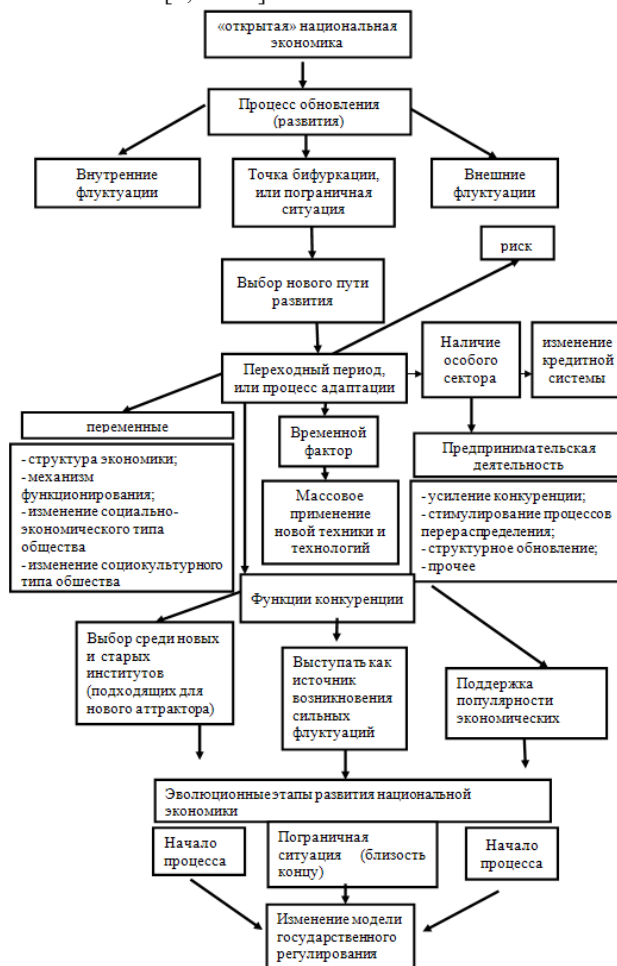 «открытая» национальная
экономика
Процесс обновления
(развития)
Внутренние
флуктуации
Точка бифуркации,
или пограничная
ситуация
Внешние
флуктуации
риск
Выбор нового пути
развития
Наличие
особого
сектора
изменение
кредитной
системы
Переходный период,
или процесс адаптации
переменные
Временной
фактор
Предпринимательская
деятельность
- структура экономики;
- механизм
функционирования;
- изменение социально-
экономического типа
общества
- изменение социокультурного
типа общества
Массовое
применение
новой техники и
технологий
- усиление конкуренции;
- стимулирование процессов
перераспределения;
- структурное обновление;
- прочее
Функции конкуренции
Выбор среди новых
и старых
институтов
(подходящих для
нового аттрактора)
Выступать как
источник
возникновения
сильных
флуктуаций
Поддержка
популярности
экономических
Эволюционные этапы развития национальной
экономики
Начало
процесса
Пограничная
ситуация (близость
концу)
Начало
процесса
Изменение модели
государственного
регулирования